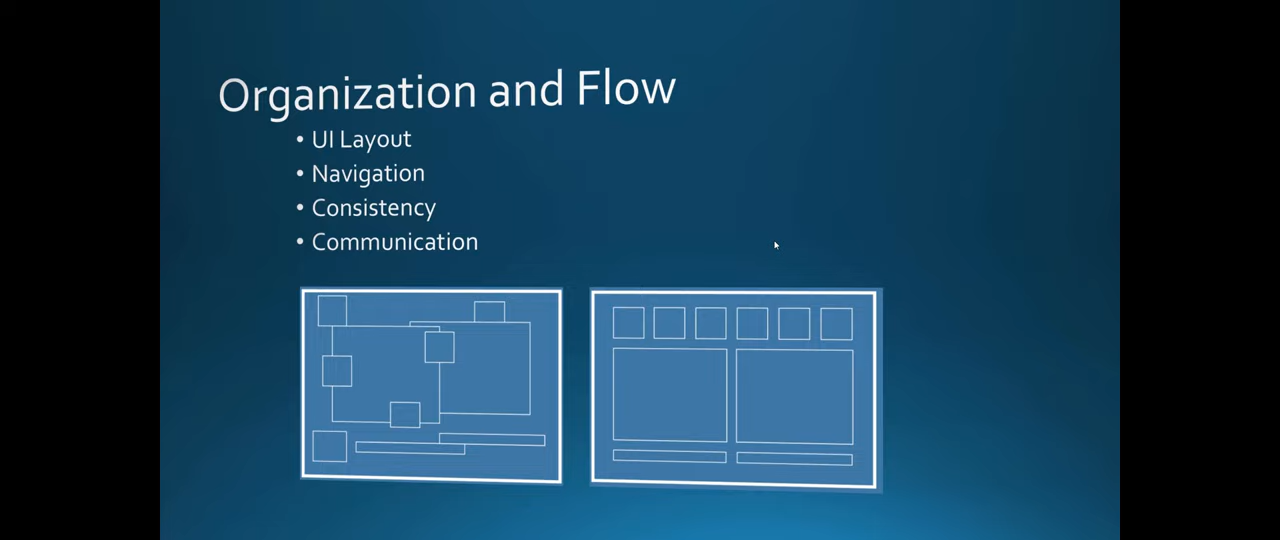 Organization and Flow
• UI Layout
• Navigation
• Consistency
• Communication